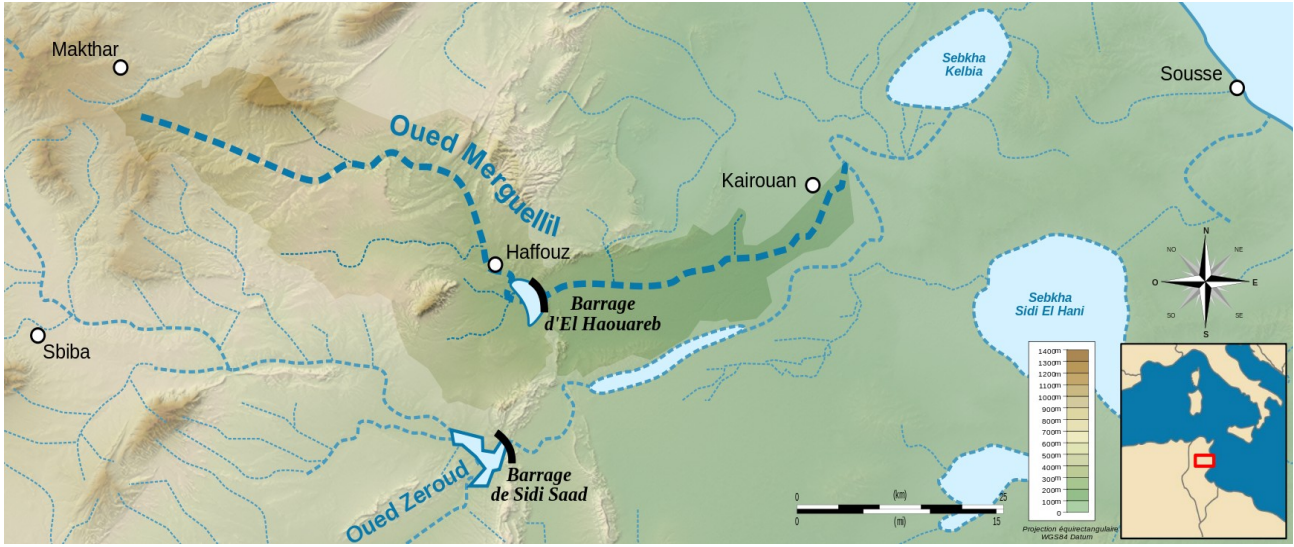 Makthar
Sebkha
Kelbia
Sousse
Oued Merguellil
Kairouan
Haffouz
Barrage
d'El Haouareb
Sebkha
Sidi El Hani
Sbiba
Barrage
de Sidi Saad
Oued Zeroud
N
NO
NE
O
E
SO
SE
S
1400m
1300m
1200m
1100m
1000m
900m
800m
700m
600m
500m
400m
300m
200m
100m
0
0
(km)
25
0
(mi)
15
Projection équirectangulaire
WGS84 Datum